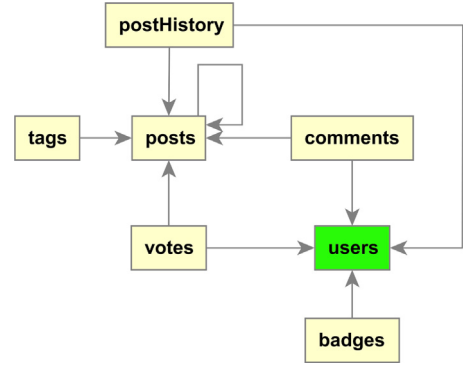 postHistory
tags
posts
comments
votes
users
badges